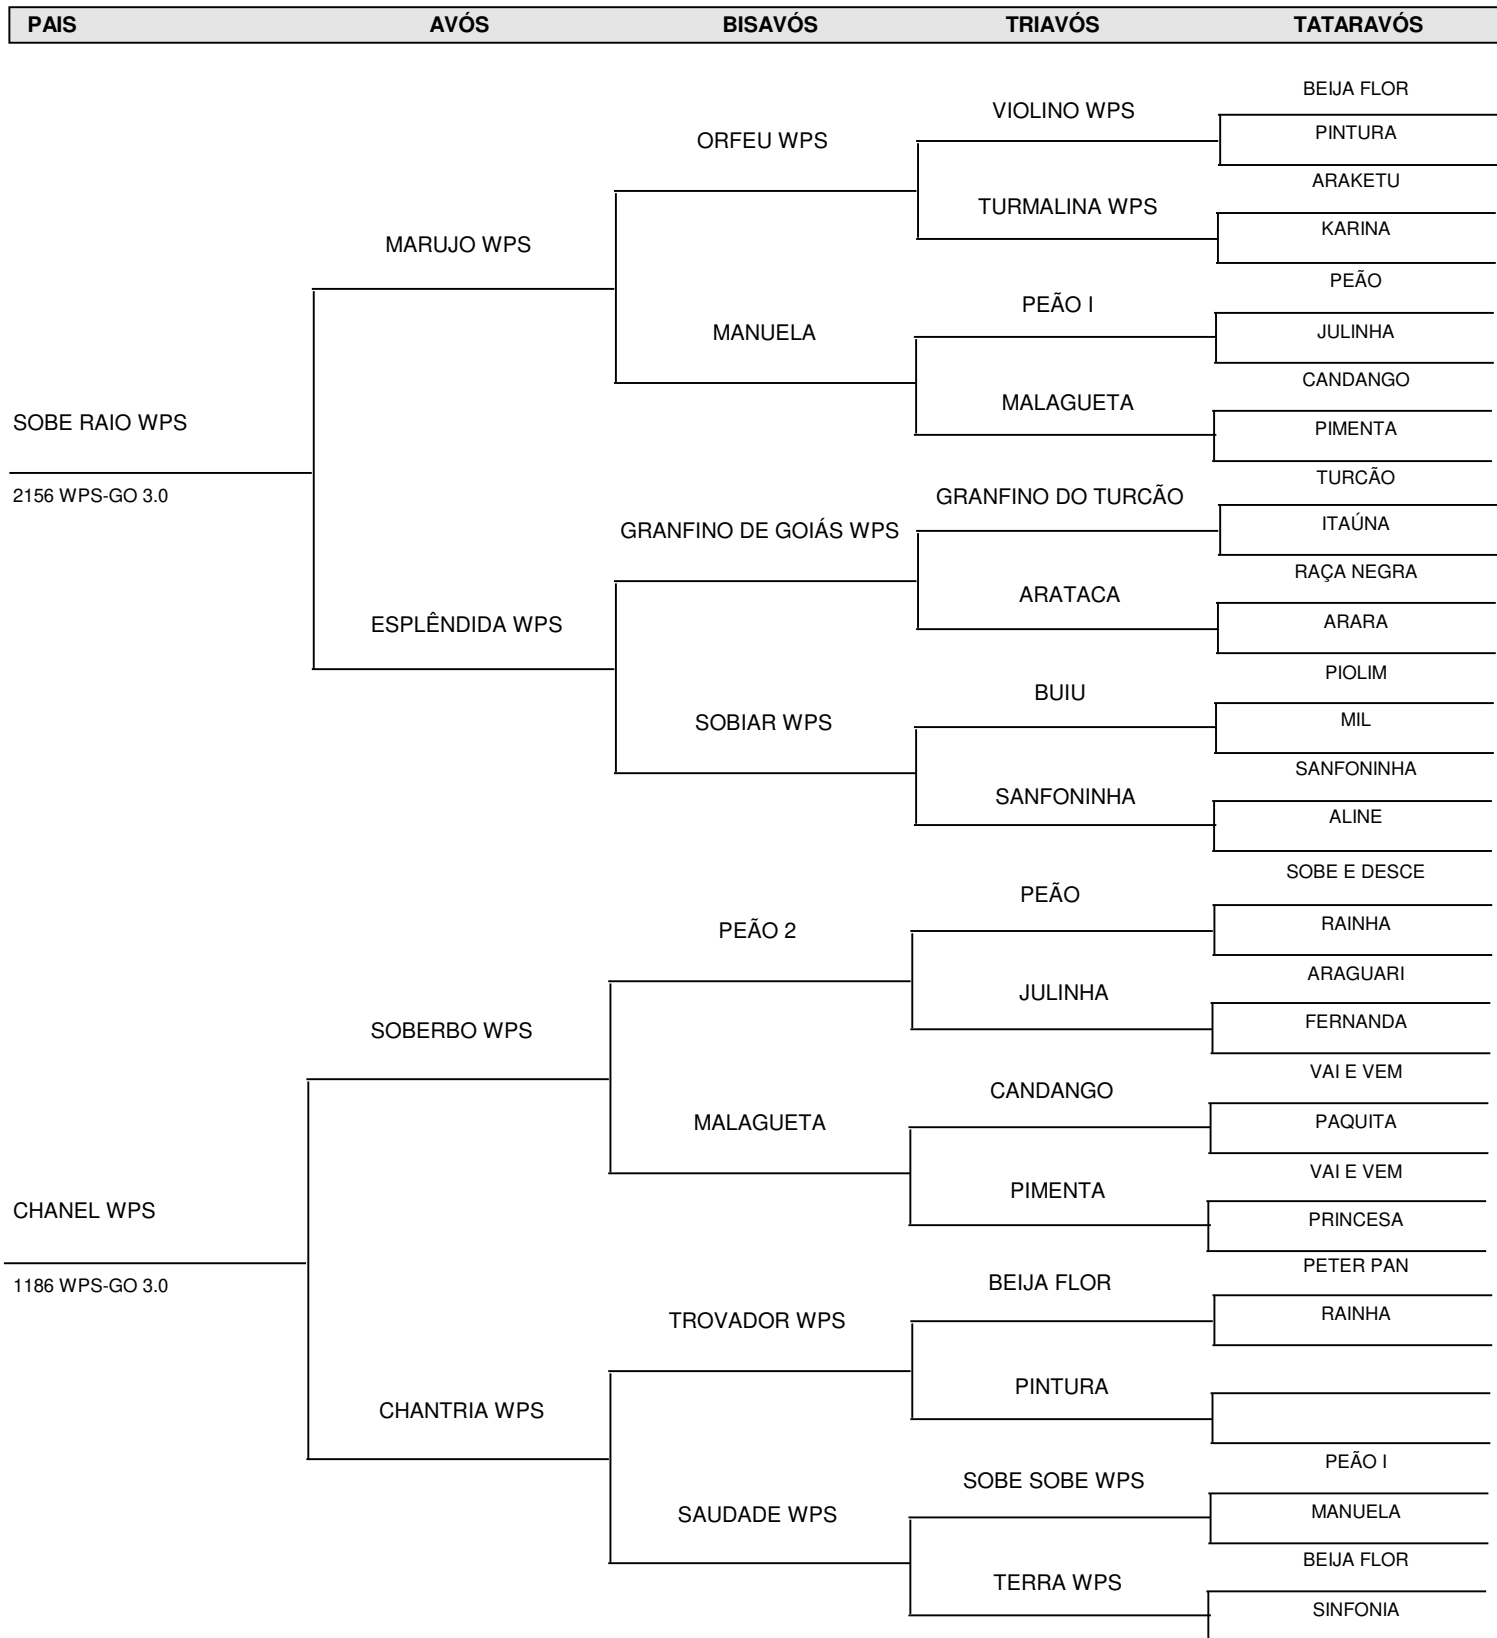 PAIS AVÓS BISAVÓS TRIAVÓS TATARAVÓS
BEIJA FLOR
VIOLINO WPS
PINTURA
ORFEU WPS
ARAKETU
TURMALINA WPS
KARINA
MARUJO WPS
PEÃO
PEÃO I
JULINHA
MANUELA
CANDANGO
MALAGUETA
SOBE RAIO WPS
PIMENTA
TURCÃO
2156 WPS-GO 3.0
GRANFINO DO TURCÃO
ITAÚNA
GRANFINO DE GOIÁS WPS
RAÇA NEGRA
ARATACA
ARARA
ESPLÊNDIDA WPS
PIOLIM
BUIU
MIL
SOBIAR WPS
SANFONINHA
SANFONINHA
ALINE
SOBE E DESCE
PEÃO
RAINHA
PEÃO 2
ARAGUARI
JULINHA
FERNANDA
SOBERBO WPS
VAI E VEM
CANDANGO
PAQUITA
MALAGUETA
VAI E VEM
PIMENTA
CHANEL WPS
PRINCESA
PETER PAN
1186 WPS-GO 3.0
BEIJA FLOR
RAINHA
TROVADOR WPS
PINTURA
CHANTRIA WPS
PEÃO I
SOBE SOBE WPS
MANUELA
SAUDADE WPS
BEIJA FLOR
TERRA WPS
SINFONIA